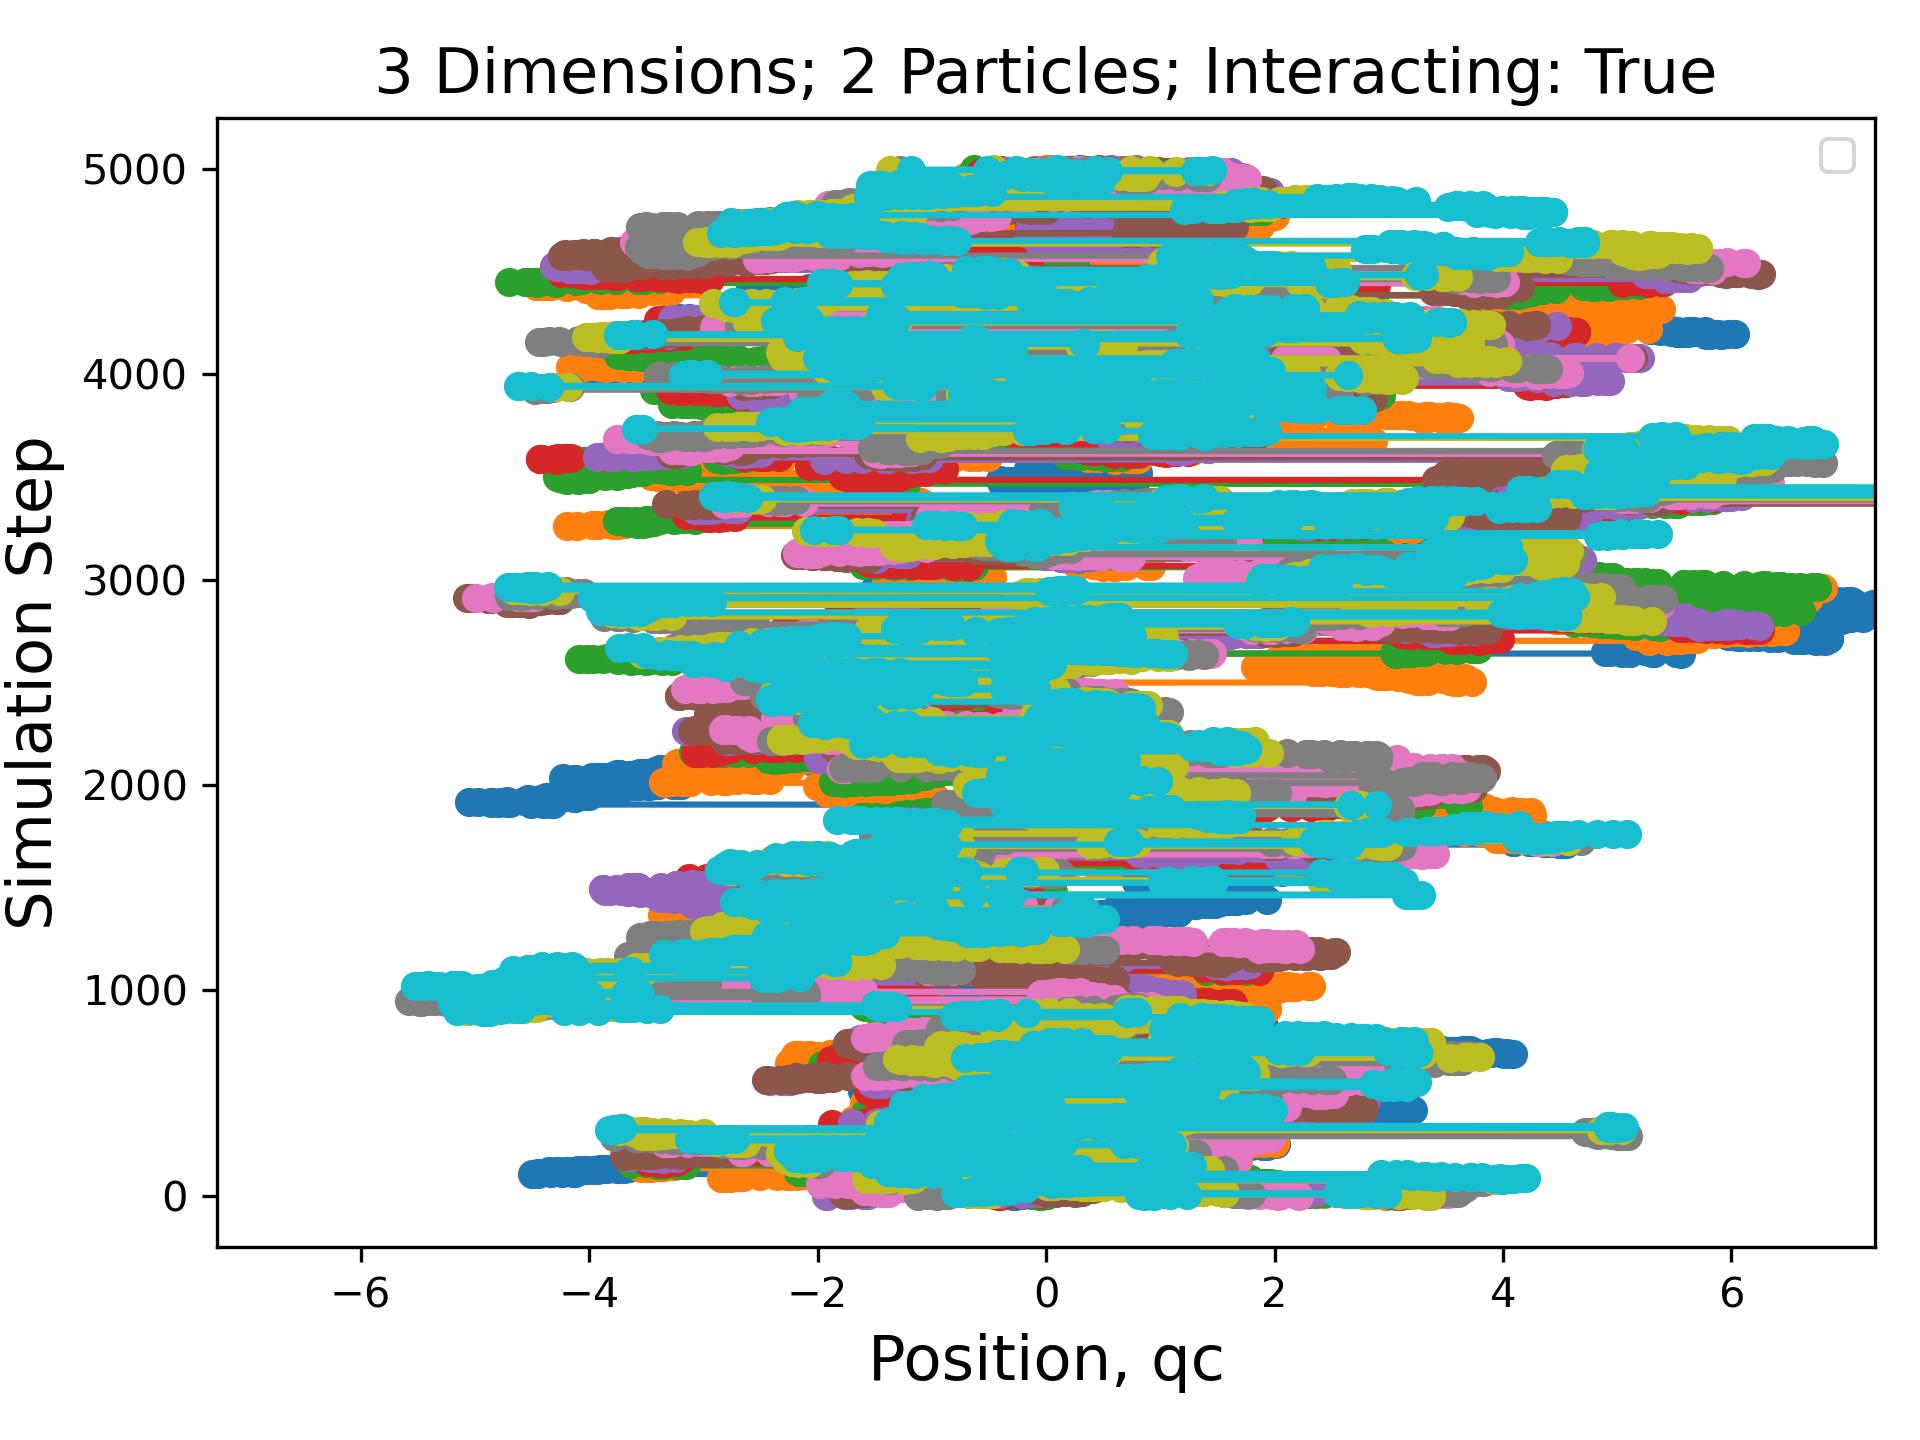 3 Dimensions; 2 Particles; Interacting: True
5000
4000
3000
2000
1000
0
Simulation Step
−6 −4 −2 0 2 4 6
Position, qc